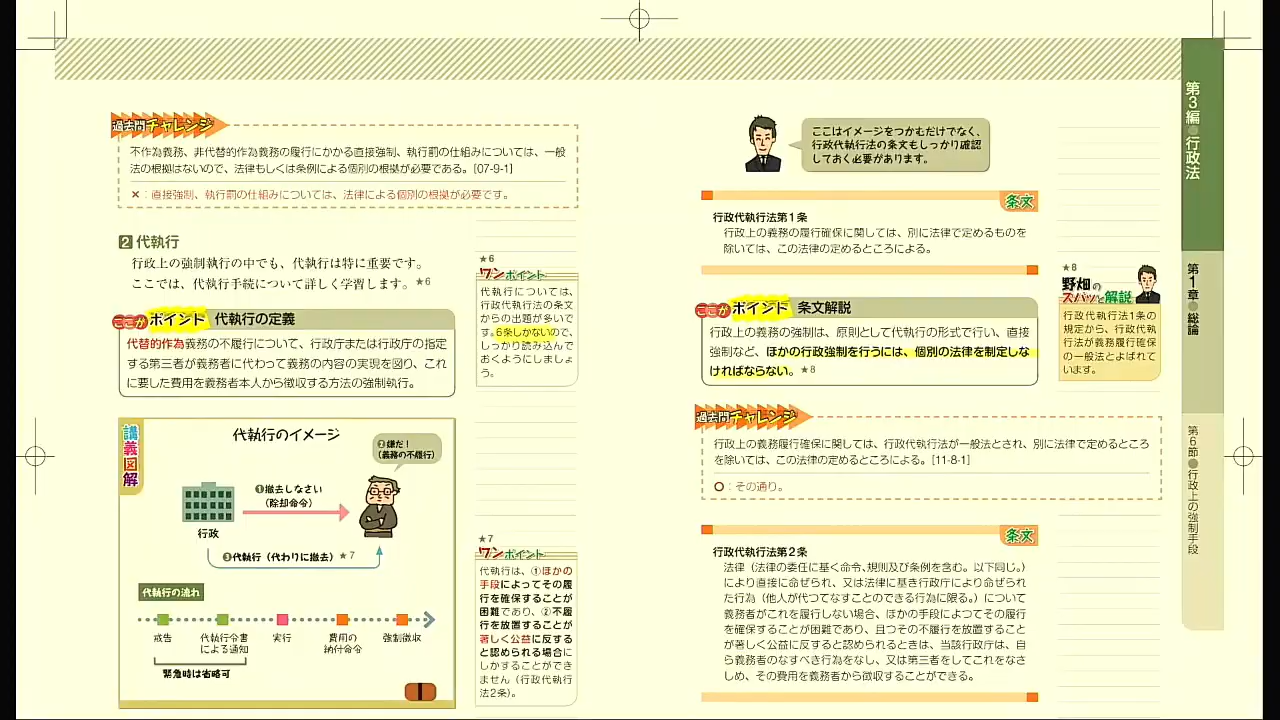 過去問チャレンジ
不作為義務、非代替的作為義務の履行にかかる直接強制、執行罰の仕組みについては、一般
法の根拠はないので、法律もしくは条例による個別の根拠が必要である。[07-9-1]
×：直接強制、執行罰の仕組みについては、法律による個別の根拠が必要です。
2 代執行
行政上の強制執行の中でも、代執行は特に重要です。
ここでは、代執行手続について詳しく学習します。★6
ここがポイント 代執行の定義
代替的作為義務の不履行について、行政庁または行政庁の指定
する第三者が義務者に代わって義務の内容の実現を図り、これ
に要した費用を義務者本人から徴収する方法の強制執行。
★6
ワンポイント
代執行については、
行政代執行法の条文
からの出題が多いで
す。6条しかないので、
しっかり読み込んで
おくようにしましょ
う。
講義図解
代執行のイメージ
❷嫌だ！
（義務の不履行）
❶撤去しなさい
（除却命令）
行政
❸代執行（代わりに撤去）★7
代執行の流れ
戒告
代執行令書
による通知
実行
費用の
納付命令
強制徴収
緊急時は省略可
★7
ワンポイント
代執行は、①ほかの
手段によってその履
行を確保することが
困難であり、②不履
行を放置することが
著しく公益に反する
と認められる場合に
しかすることができ
ません（行政代執行
法2条）。
ここはイメージをつかむだけでなく、
行政代執行法の条文もしっかり確認
しておく必要があります。
条文
行政代執行法第1条
行政上の義務の履行確保に関しては、別に法律で定めるものを
除いては、この法律の定めるところによる。
ここがポイント 条文解説
行政上の義務の強制は、原則として代執行の形式で行い、直接
強制など、ほかの行政強制を行うには、個別の法律を制定しな
ければならない。★8
★8
野畑の
ズバッと解説
行政代執行法1条の
規定から、行政代執
行法が義務履行確保
の一般法とよばれて
います。
過去問チャレンジ
行政上の義務履行確保に関しては、行政代執行法が一般法とされ、別に法律で定めるところ
を除いては、この法律の定めるところによる。[11-8-1]
○：その通り。
条文
行政代執行法第2条
法律（法律の委任に基く命令、規則及び条例を含む。以下同じ。）
により直接に命ぜられ、又は法律に基き行政庁により命ぜられ
た行為（他人が代つてなすことのできる行為に限る。）について
義務者がこれを履行しない場合、ほかの手段によつてその履行
を確保することが困難であり、且つその不履行を放置すること
が著しく公益に反すると認められるときは、当該行政庁は、自
ら義務者のなすべき行為をなし、又は第三者をしてこれをなさ
しめ、その費用を義務者から徴収することができる。
第3編●行政法
第1章●総論
第6節●行政上の強制手段